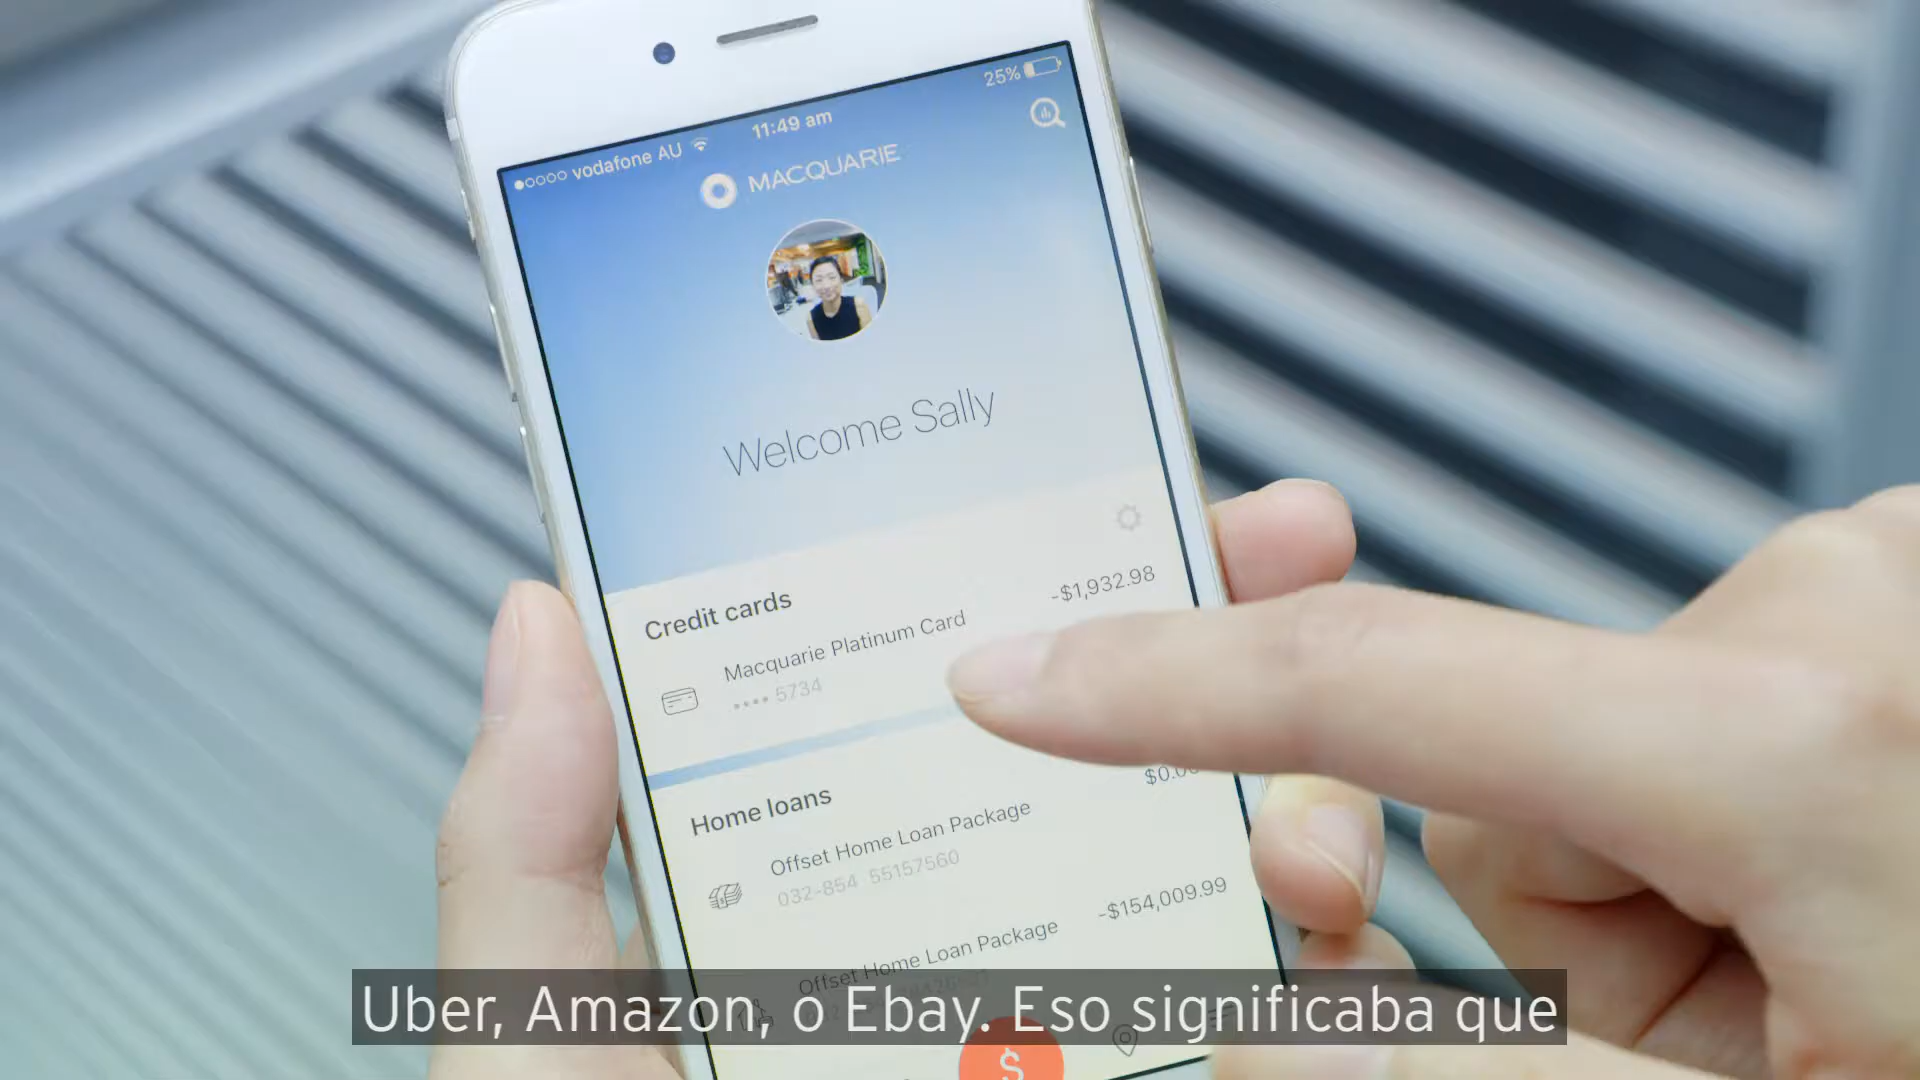 25%
vodafone AU
11:49 am
MACQUARIE
Welcome Sally
Credit cards
Macquarie Platinum Card
-$1,932.98
•••• 5734
Home loans
Offset Home Loan Package
032-854 55157560
Offset Home Loan Package
-$154,009.99
Uber, Amazon, o Ebay. Eso significaba que
$